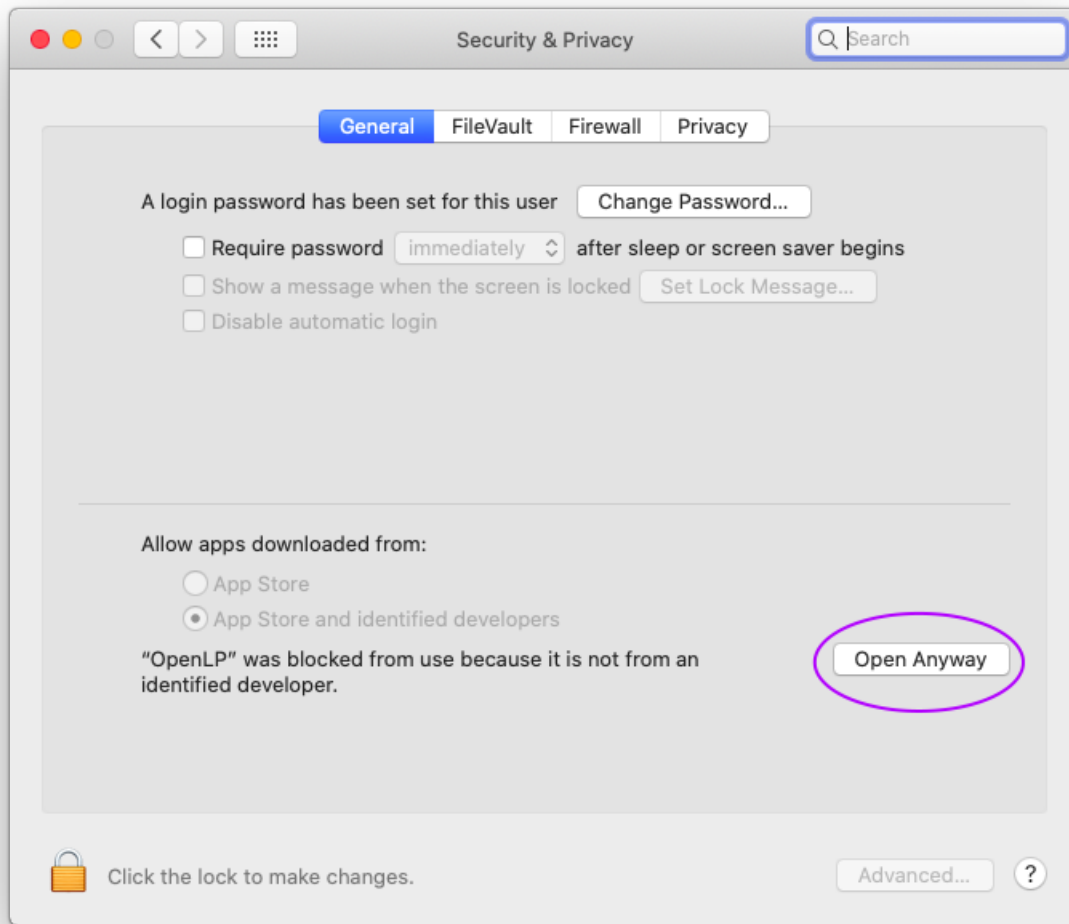 Security & Privacy
Search
General FileVault Firewall Privacy
A login password has been set for this user Change Password...
Require password immediately after sleep or screen saver begins
Show a message when the screen is locked Set Lock Message...
Disable automatic login
Allow apps downloaded from:
App Store
App Store and identified developers
“OpenLP” was blocked from use because it is not from an
identified developer.
Open Anyway
Click the lock to make changes.
Advanced...
?